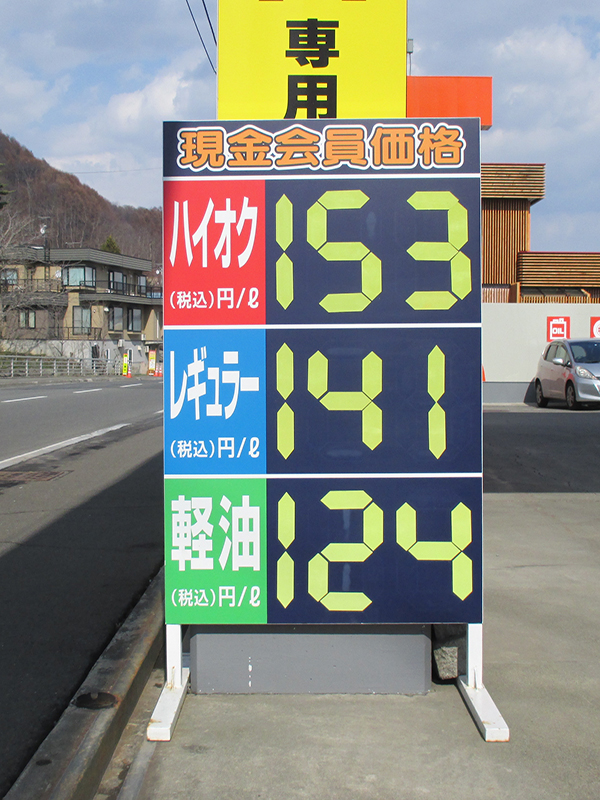 専
用
現金会員価格
ハイオク
(税込)円/ℓ
153
レギュラー
(税込)円/ℓ
141
軽油
(税込)円/ℓ
124
OIL